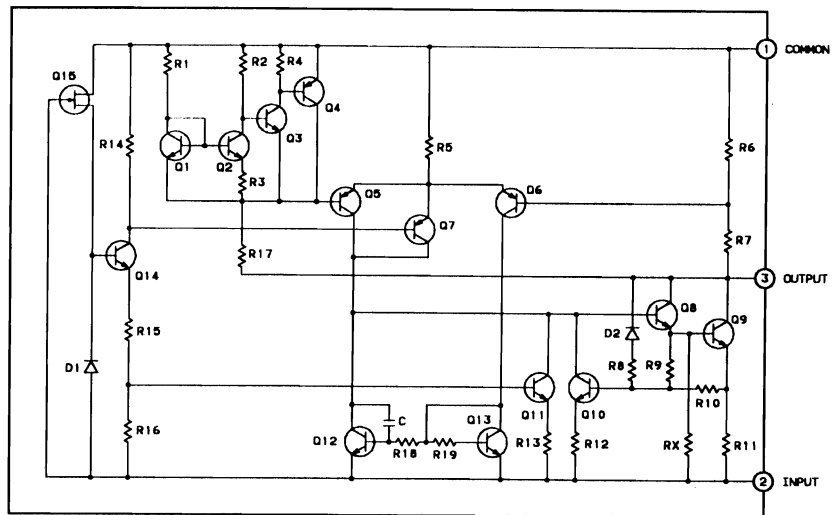 1 COMMON
R1 R2 R4
Q15
Q4
R14 Q3 R5 R6
Q1 Q2
R3 Q5 Q6
Q7 R7
R17
3 OUTPUT
Q14
Q8
D2 Q9
R15
D1 R8 R9
R10
Q11 Q10
C
R16 Q12 Q13 R13 R12 RX R11
R18 R19
2 INPUT